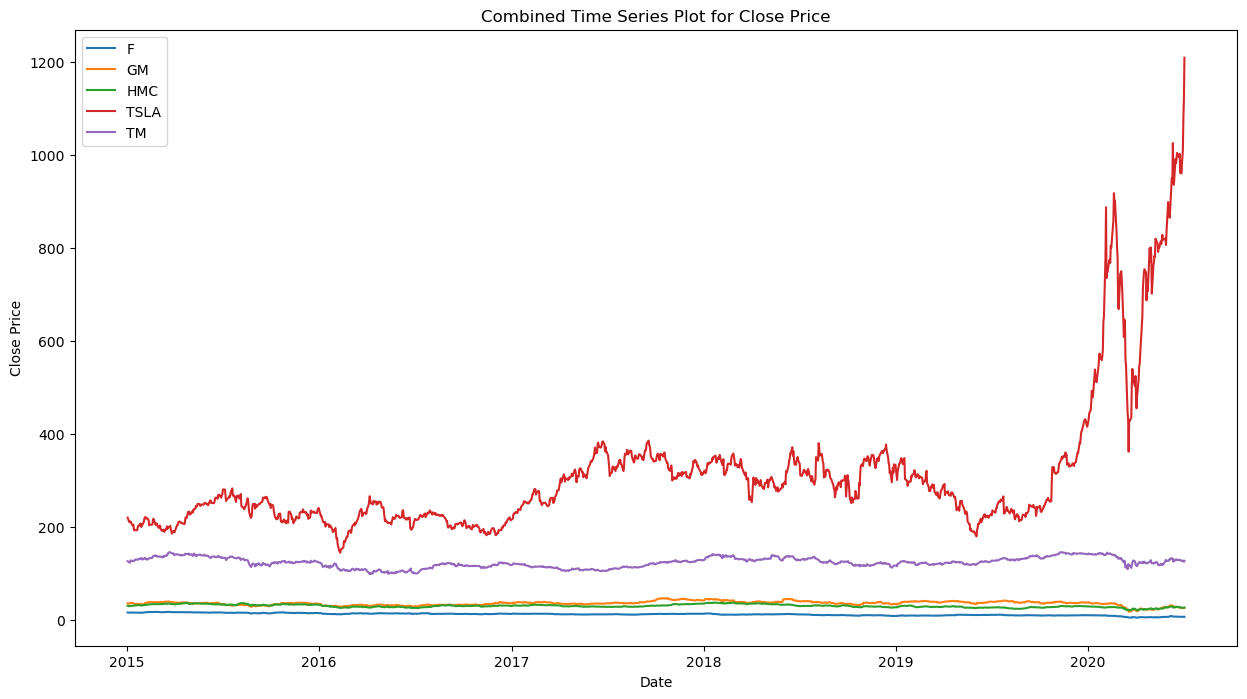 Combined Time Series Plot for Close Price
F
GM
HMC
TSLA
TM
1200
1000
800
600
400
200
0
Close Price
2015 2016 2017 2018 2019 2020
Date